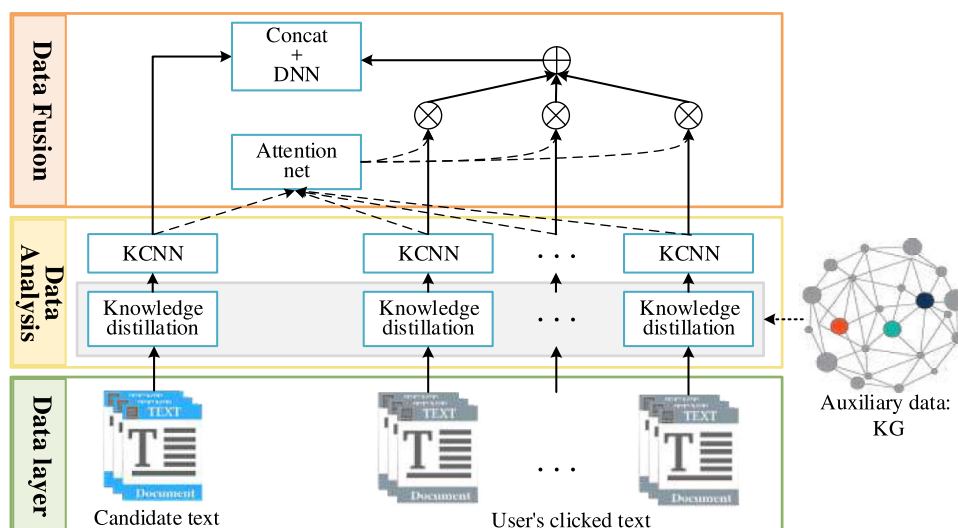 Data Fusion
Concat
+
DNN
Attention
net
Data
Analysis
KCNN
KCNN
. . .
KCNN
Knowledge
distillation
Knowledge
distillation
. . .
Knowledge
distillation
Auxiliary data:
KG
Data layer
TEXT
T
Document
TEXT
T
Document
. . .
TEXT
T
Document
Candidate text
User's clicked text